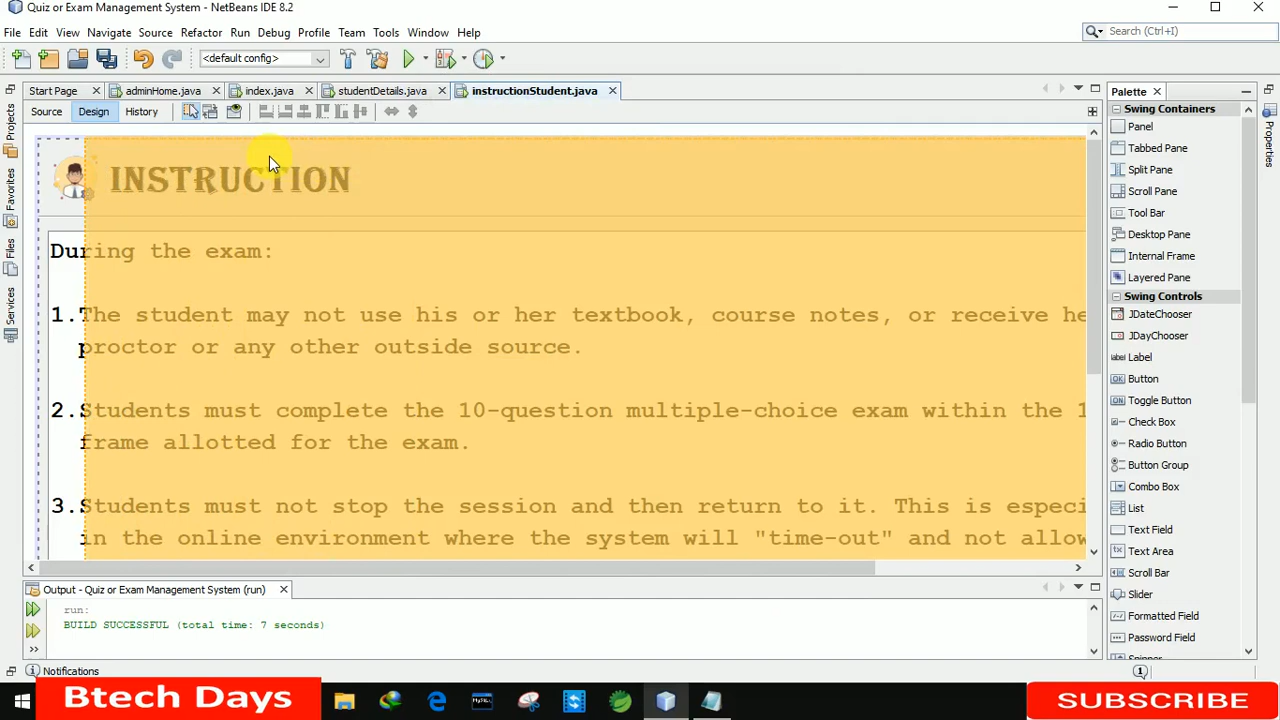 Quiz or Exam Management System - NetBeans IDE 8.2
File Edit View Navigate Source Refactor Run Debug Profile Team Tools Window Help
Search (Ctrl+I)
<default config>
Start Page adminHome.java index.java studentDetails.java instructionStudent.java
Source Design History
INSTRUCTION
During the exam:
1.The student may not use his or her textbook, course notes, or receive he
proctor or any other outside source.
2.Students must complete the 10-question multiple-choice exam within the 1
frame allotted for the exam.
3.Students must not stop the session and then return to it. This is especi
in the online environment where the system will "time-out" and not allow
Projects
Favorites
Files
Services
Palette
Swing Containers
Panel
Tabbed Pane
Split Pane
Scroll Pane
Tool Bar
Desktop Pane
Internal Frame
Layered Pane
Swing Controls
JDateChooser
JDayChooser
label Label
OK Button
ON Toggle Button
Check Box
Radio Button
Button Group
Combo Box
List
Text Field
Text Area
Scroll Bar
Slider
Formatted Field
Password Field
Properties
Output - Quiz or Exam Management System (run)
run:
BUILD SUCCESSFUL (total time: 7 seconds)
Notifications
Btech Days
MySQL
SUBSCRIBE